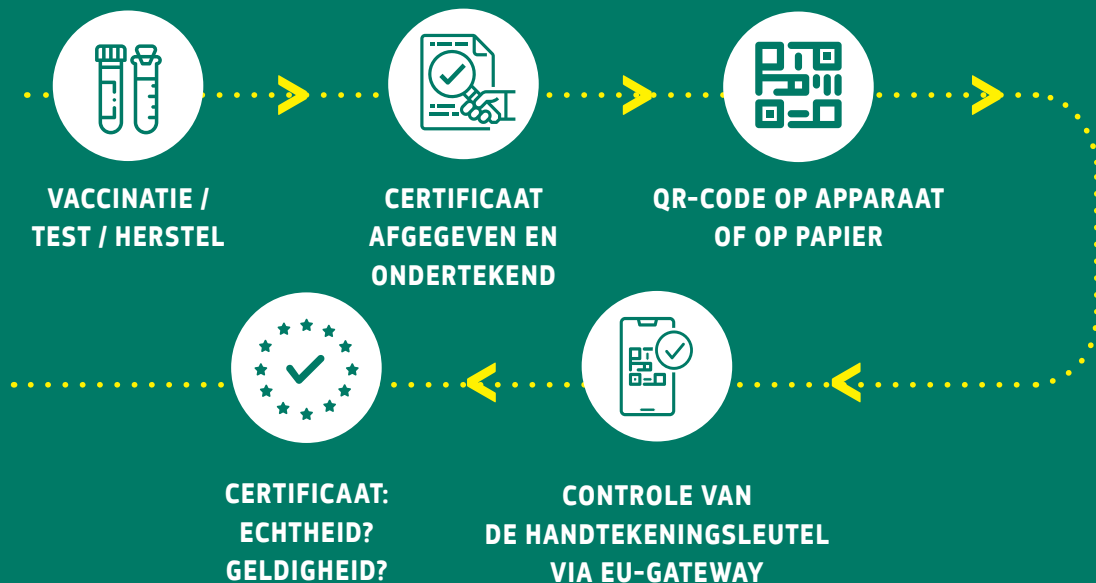 VACCINATIE /
TEST / HERSTEL
CERTIFICAAT
AFGEGEVEN EN
ONDERTEKEND
QR-CODE OP APPARAAT
OF OP PAPIER
CONTROLE VAN
DE HANDTEKENINGSLEUTEL
VIA EU-GATEWAY
CERTIFICAAT:
ECHTHEID?
GELDIGHEID?